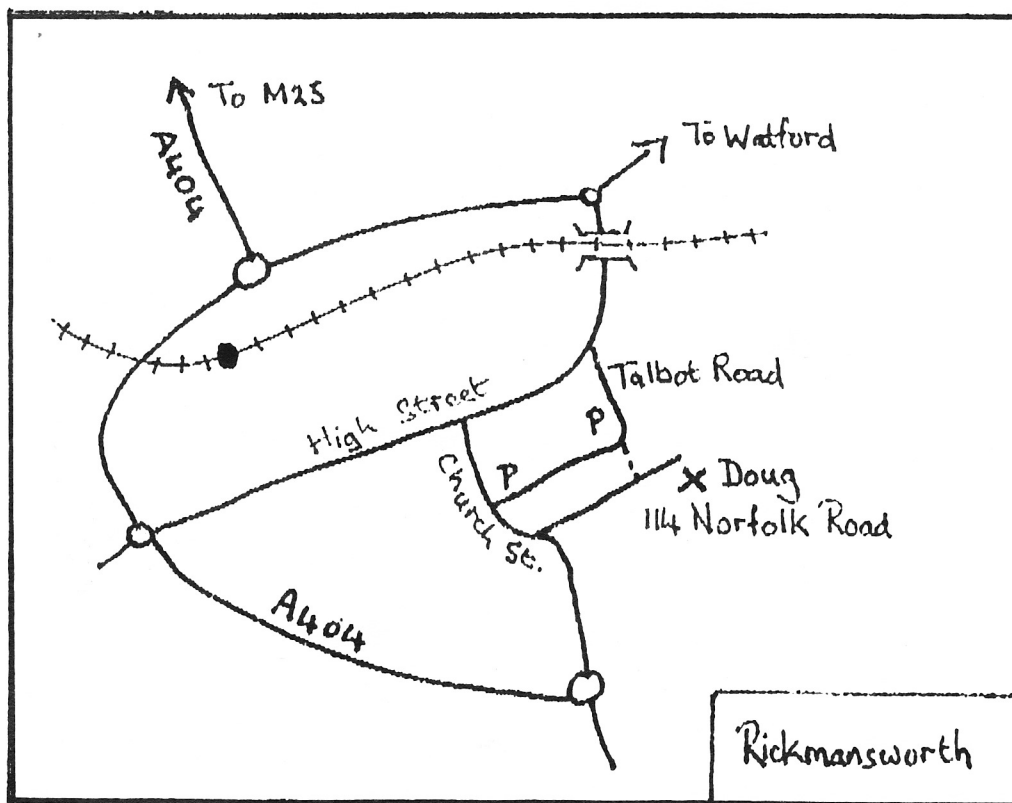 To M25
A404
To Watford
Talbot Road
High Street
P
P
Church St.
Doug
114 Norfolk Road
A404
Rickmansworth